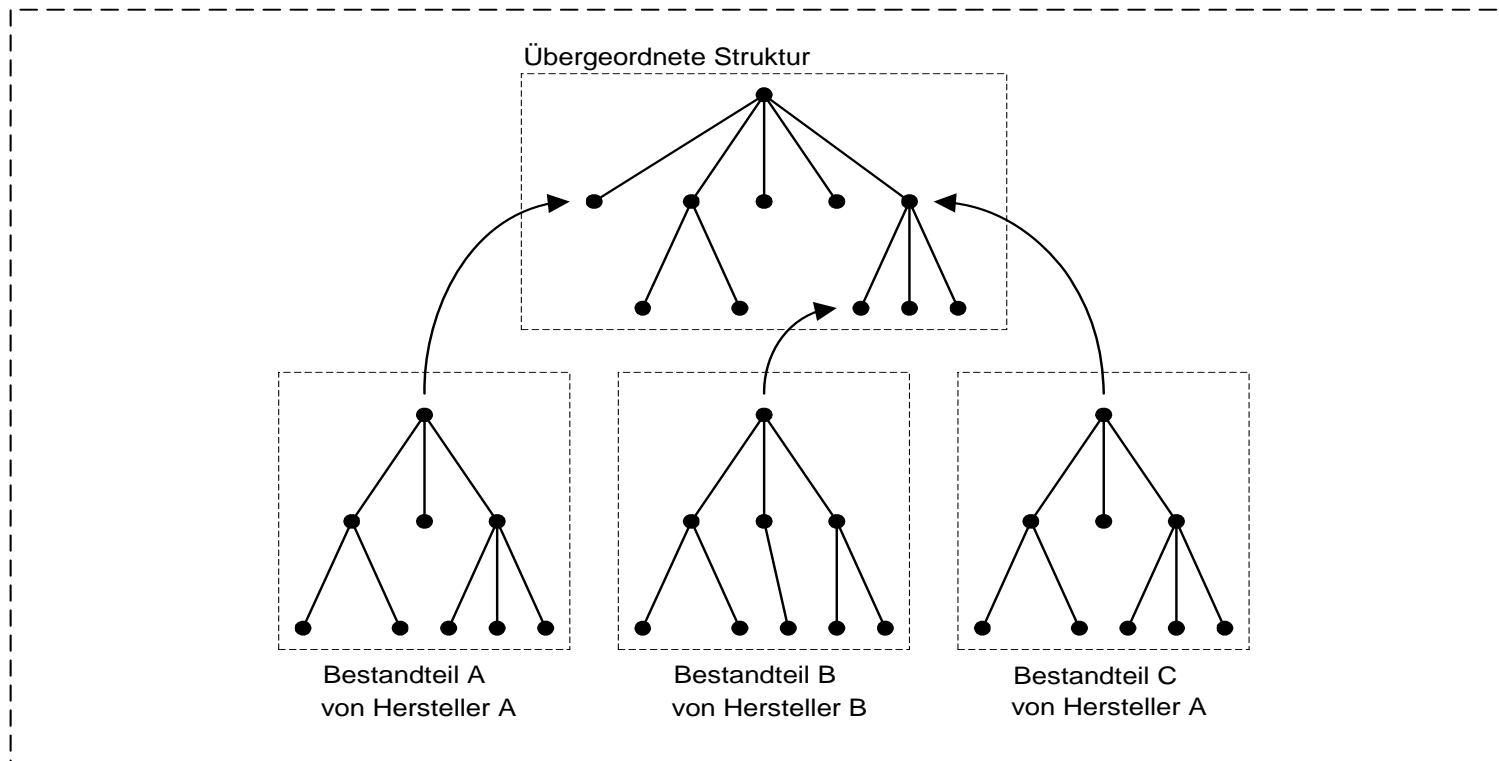 Übergeordnete Struktur
Bestandteil A
von Hersteller A
Bestandteil B
von Hersteller B
Bestandteil C
von Hersteller A